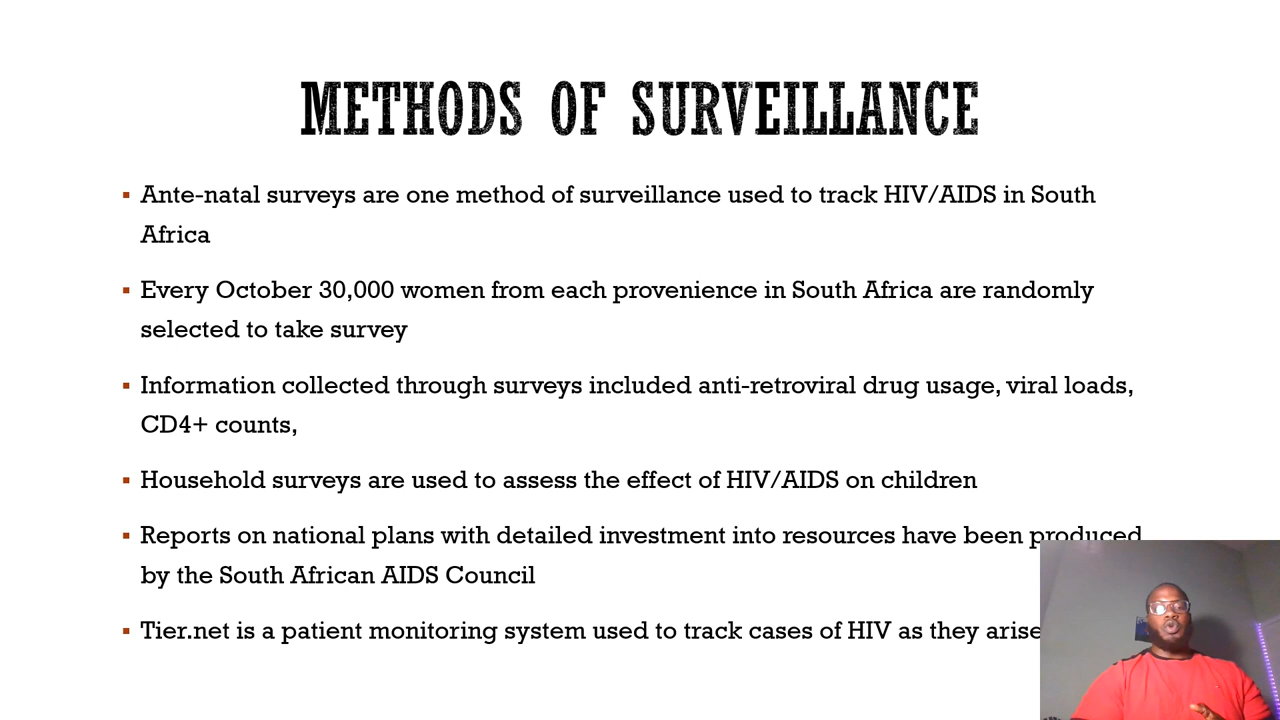 METHODS OF SURVEILLANCE
▪ Ante-natal surveys are one method of surveillance used to track HIV/AIDS in South
Africa
▪ Every October 30,000 women from each provenience in South Africa are randomly
selected to take survey
▪ Information collected through surveys included anti-retroviral drug usage, viral loads,
CD4+ counts,
▪ Household surveys are used to assess the effect of HIV/AIDS on children
▪ Reports on national plans with detailed investment into resources have been produced
by the South African AIDS Council
▪ Tier.net is a patient monitoring system used to track cases of HIV as they arise